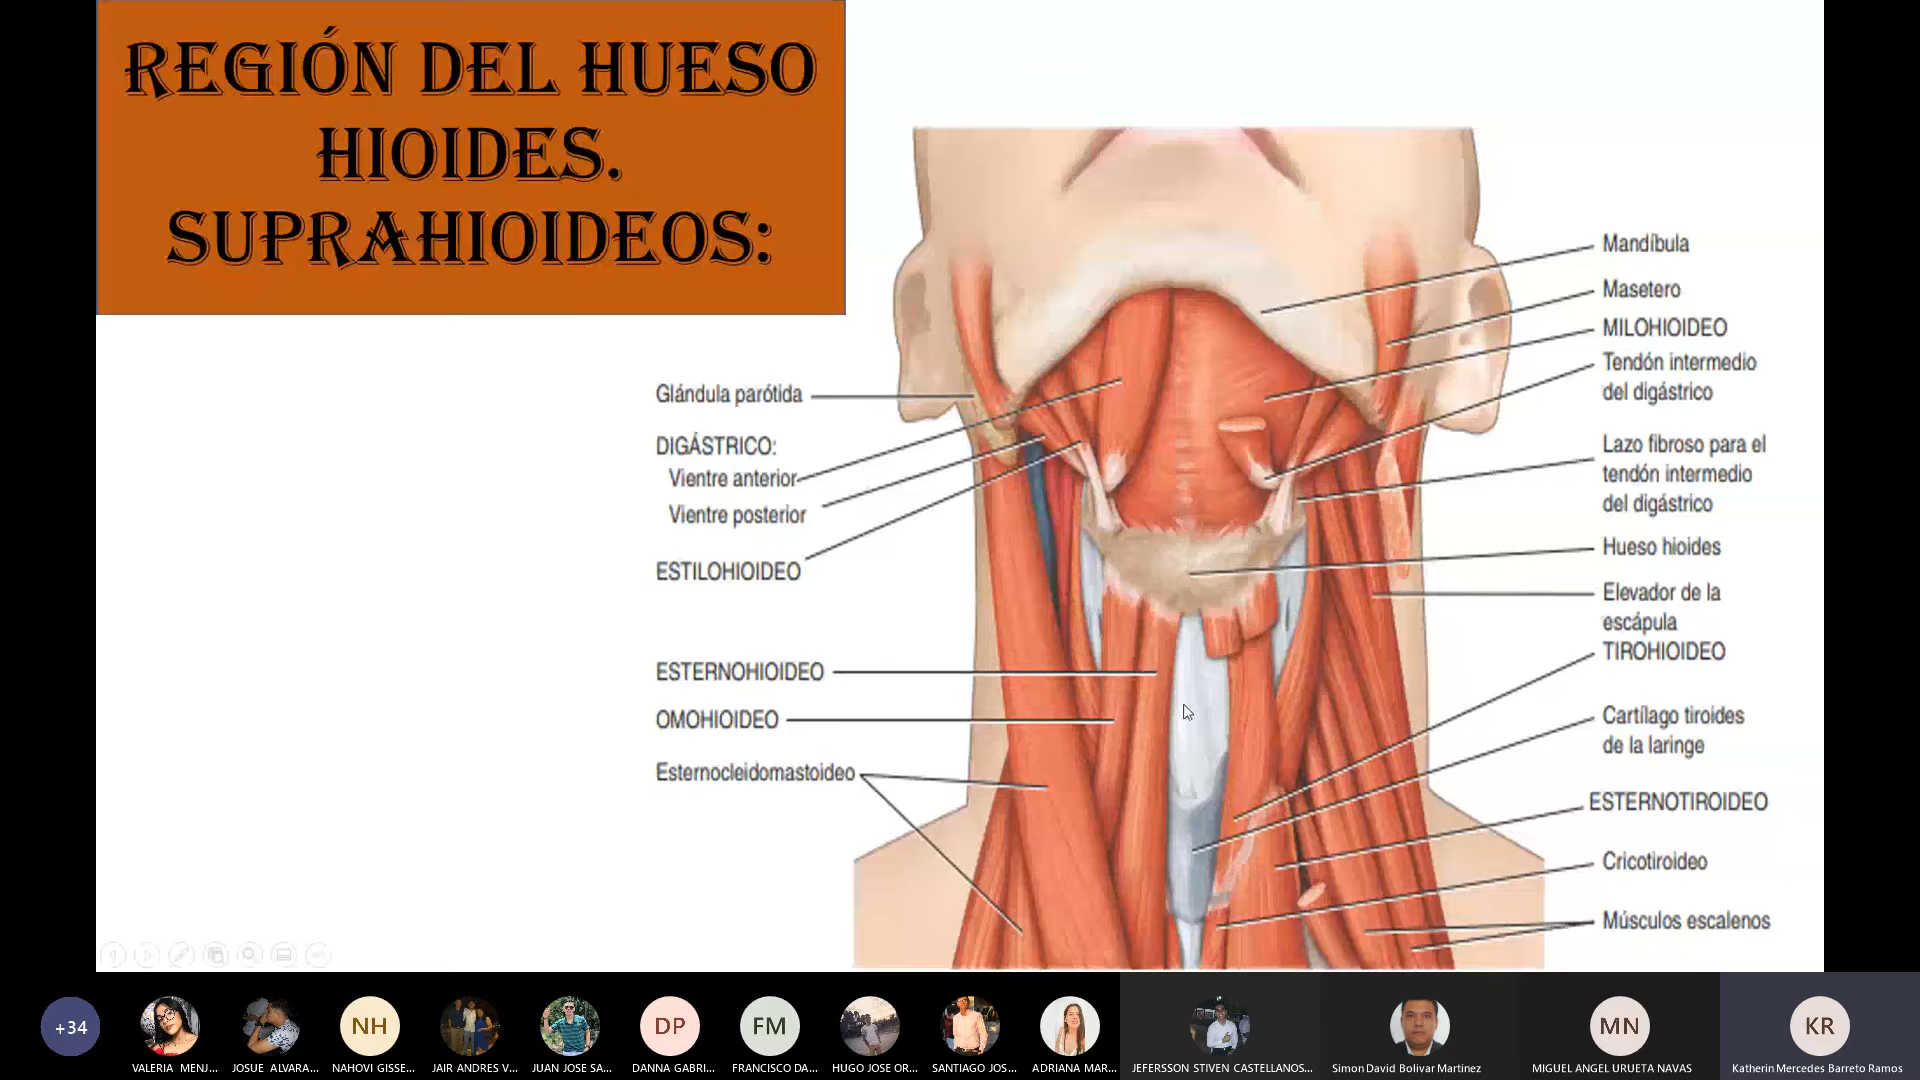 REGIÓN DEL HUESO
HIOIDES.
SUPRAHIOIDEOS:
Glándula parótida
DIGÁSTRICO:
Vientre anterior
Vientre posterior
ESTILOHIOIDEO
ESTERNOHIOIDEO
OMOHIOIDEO
Esternocleidomastoideo
Mandíbula
Masetero
MILOHIOIDEO
Tendón intermedio
del digástrico
Lazo fibroso para el
tendón intermedio
del digástrico
Hueso hioides
Elevador de la
escápula
TIROHIOIDEO
Cartílago tiroides
de la laringe
ESTERNOTIROIDEO
Cricotiroideo
Músculos escalenos
+34
NH
DP
FM
MN
KR
VALERIA MENJ...
JOSUE ALVARA...
NAHOVI GISSE...
JAIR ANDRES V...
JUAN JOSE SA...
DANNA GABRI...
FRANCISCO DA...
HUGO JOSE OR...
SANTIAGO JOS...
ADRIANA MAR...
JEFERSSON STIVEN CASTELLANOS...
Simon David Bolivar Martinez
MIGUEL ANGEL URUETA NAVAS
Katherin Mercedes Barreto Ramos